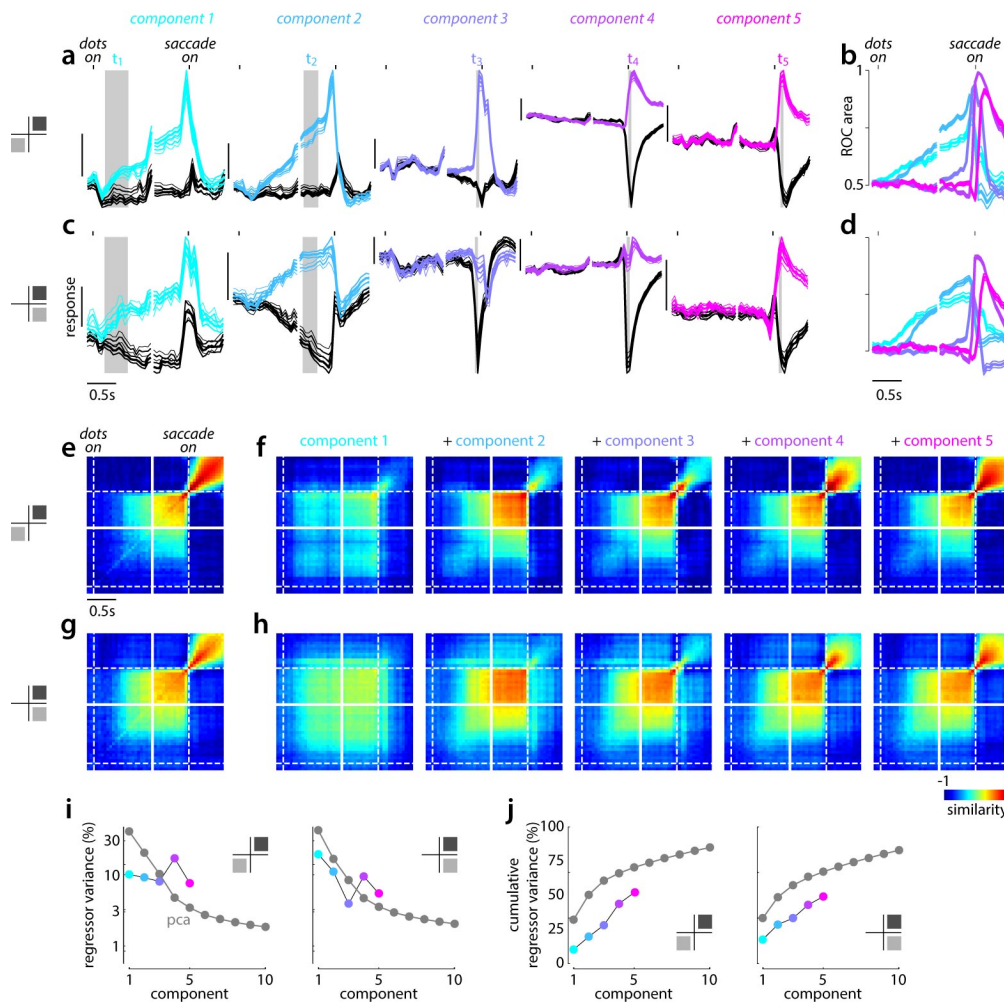 component 1 component 2 component 3 component 4 component 5
dots on saccade on dots on saccade on
a t1 t2 t3 t4 t5 b
1
ROC area
0.5
c d
response
0.5s 0.5s
dots on saccade on
e f component 1 + component 2 + component 3 + component 4 + component 5
0.5s
g h
-1
similarity
i j
regressor variance (%)
30
10
3
1
pca
1 5 10 1 5 10
component component
cumulative regressor variance (%)
100
75
50
25
0
1 5 10 1 5 10
component component